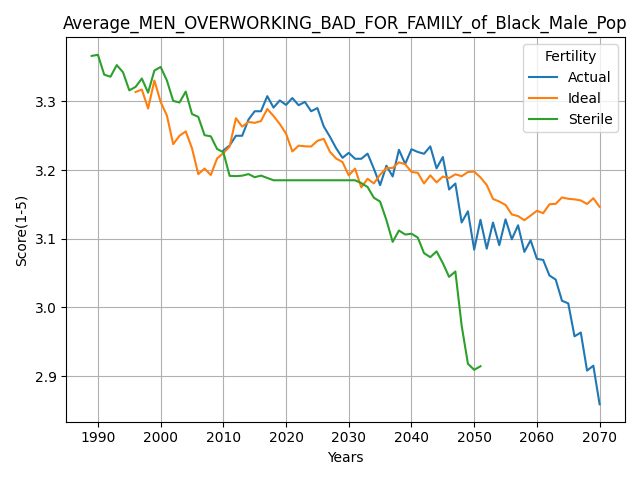 Average_MEN_OVERWORKING_BAD_FOR_FAMILY_of_Black_Male_Pop
Fertility
Actual
Ideal
Sterile
Score(1-5)
3.3
3.2
3.1
3.0
2.9
1990 2000 2010 2020 2030 2040 2050 2060 2070
Years